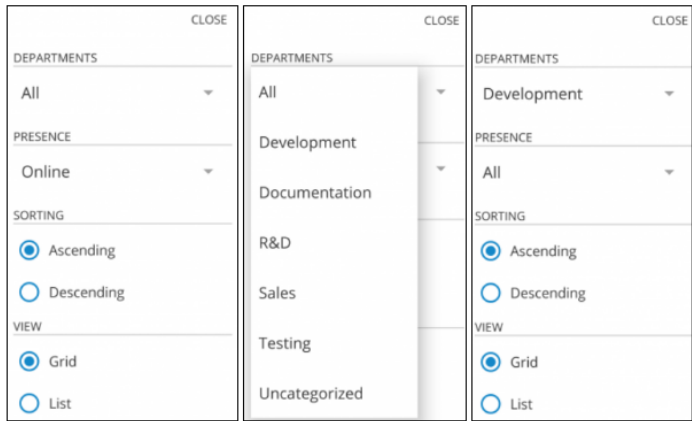 CLOSE
DEPARTMENTS
All
PRESENCE
Online
SORTING
Ascending
Descending
VIEW
Grid
List
CLOSE
DEPARTMENTS
All
Development
Documentation
R&D
Sales
Testing
Uncategorized
CLOSE
DEPARTMENTS
Development
PRESENCE
All
SORTING
Ascending
Descending
VIEW
Grid
List